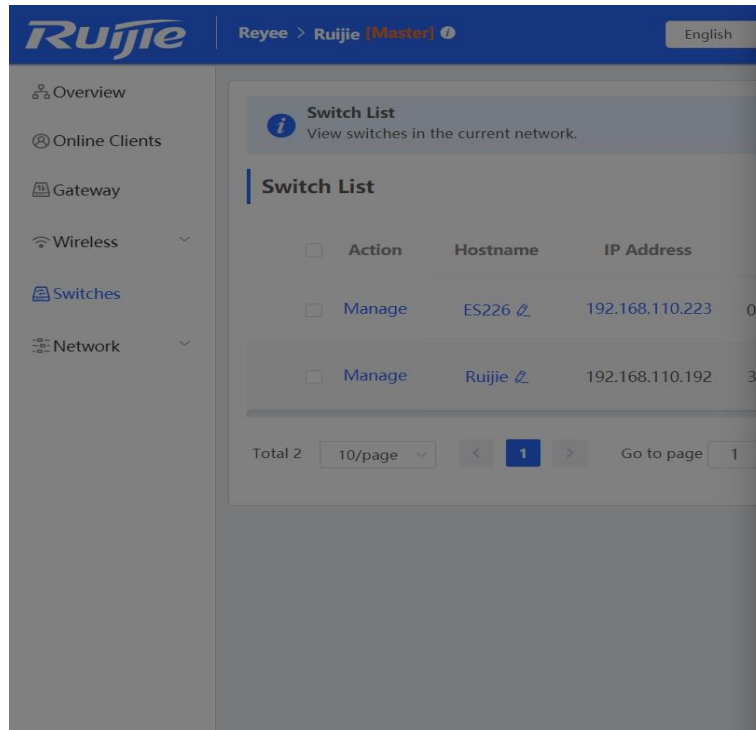 Ruijie
Reyee > Ruijie [Master]
English
Overview
Online Clients
Gateway
Wireless
Switches
Network
Switch List
View switches in the current network.
Switch List
Action Hostname IP Address
Manage ES226 192.168.110.223 0
Manage Ruijie 192.168.110.192 3
Total 2 10/page < 1 > Go to page 1